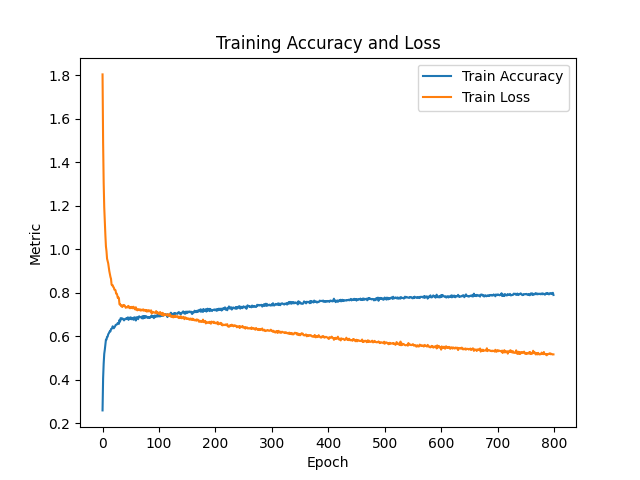 Training Accuracy and Loss
Train Accuracy
Train Loss
1.8
1.6
1.4
1.2
1.0
0.8
0.6
0.4
0.2
Metric
0 100 200 300 400 500 600 700 800
Epoch